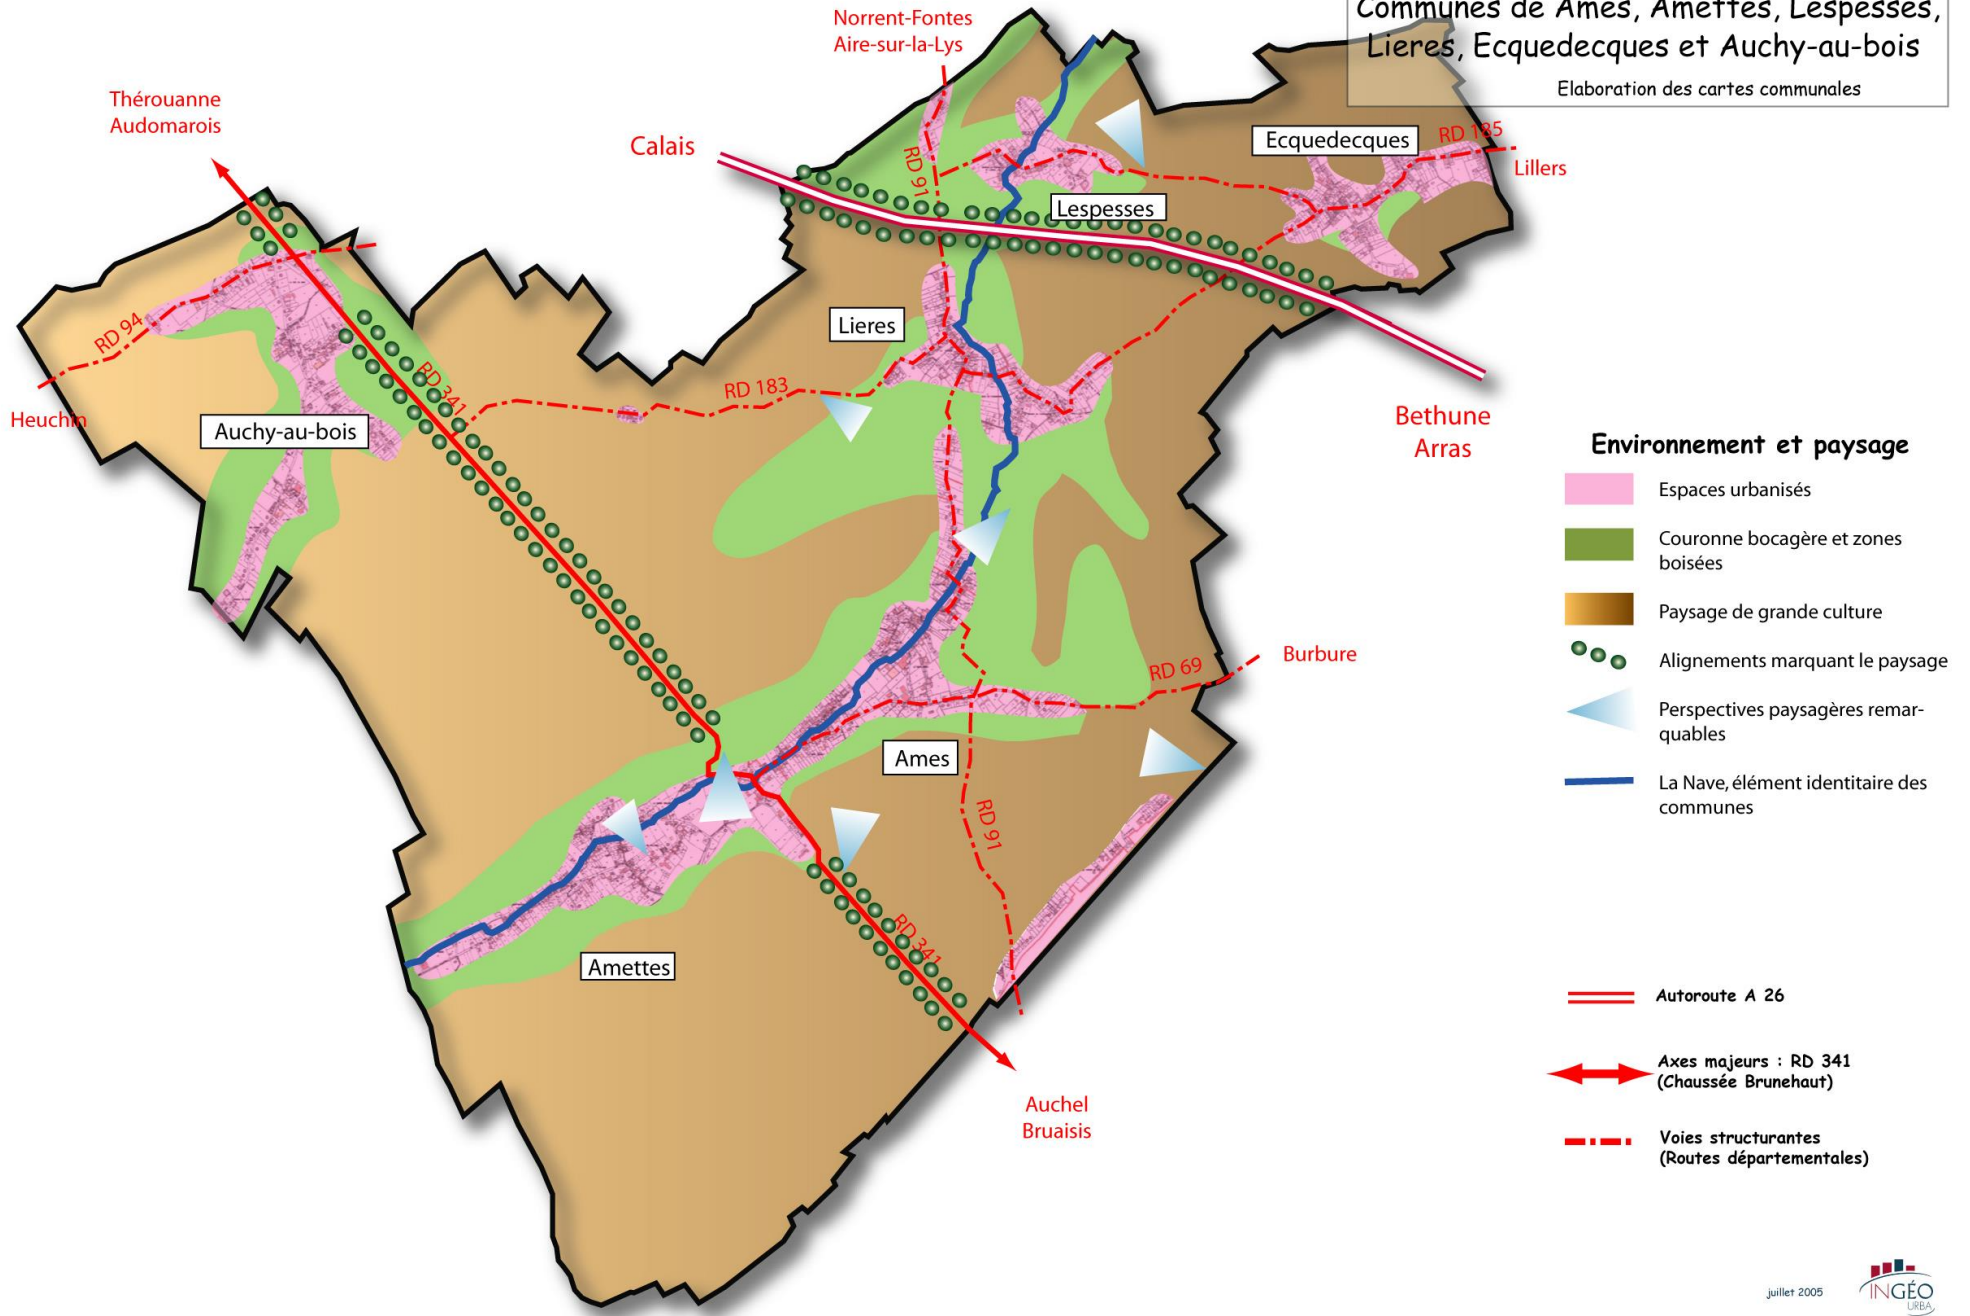 Communes de Ames, Amettes, Lespesses,
Lieres, Ecquedecques et Auchy-au-bois
Elaboration des cartes communales
Norrent-Fontes
Aire-sur-la-Lys
Thérouanne
Audomarois
Calais
RD 91
Ecquedecques
RD 185
Lillers
Lespesses
RD 94
Heuchin
Auchy-au-bois
RD 341
Lieres
RD 183
Bethune
Arras
RD 69
Burbure
Ames
RD 91
RD 341
Amettes
Auchel
Bruaisis
Environnement et paysage
Espaces urbanisés
Couronne bocagère et zones
boisées
Paysage de grande culture
Alignements marquant le paysage
Perspectives paysagères remar-
quables
La Nave, élément identitaire des
communes
Autoroute A 26
Axes majeurs : RD 341
(Chaussée Brunehaut)
Voies structurantes
(Routes départementales)
juillet 2005
INGÉO
URBA